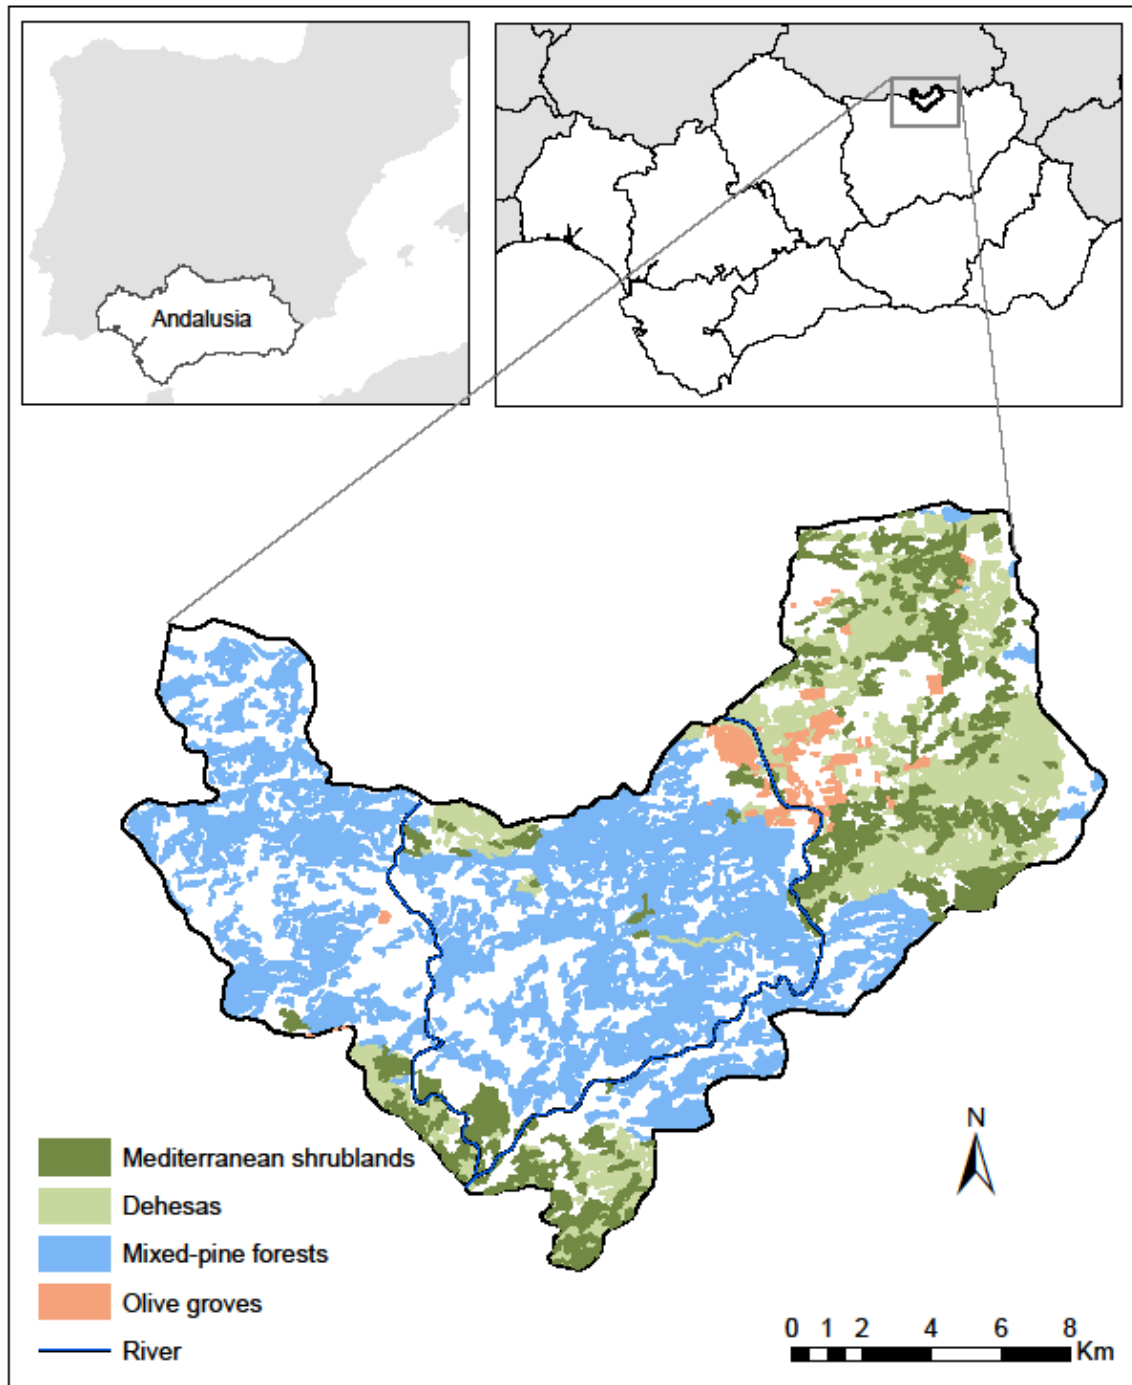 Andalusia
N
Mediterranean shrublands
Dehesas
Mixed-pine forests
Olive groves
River
0 1 2 4 6 8
Km